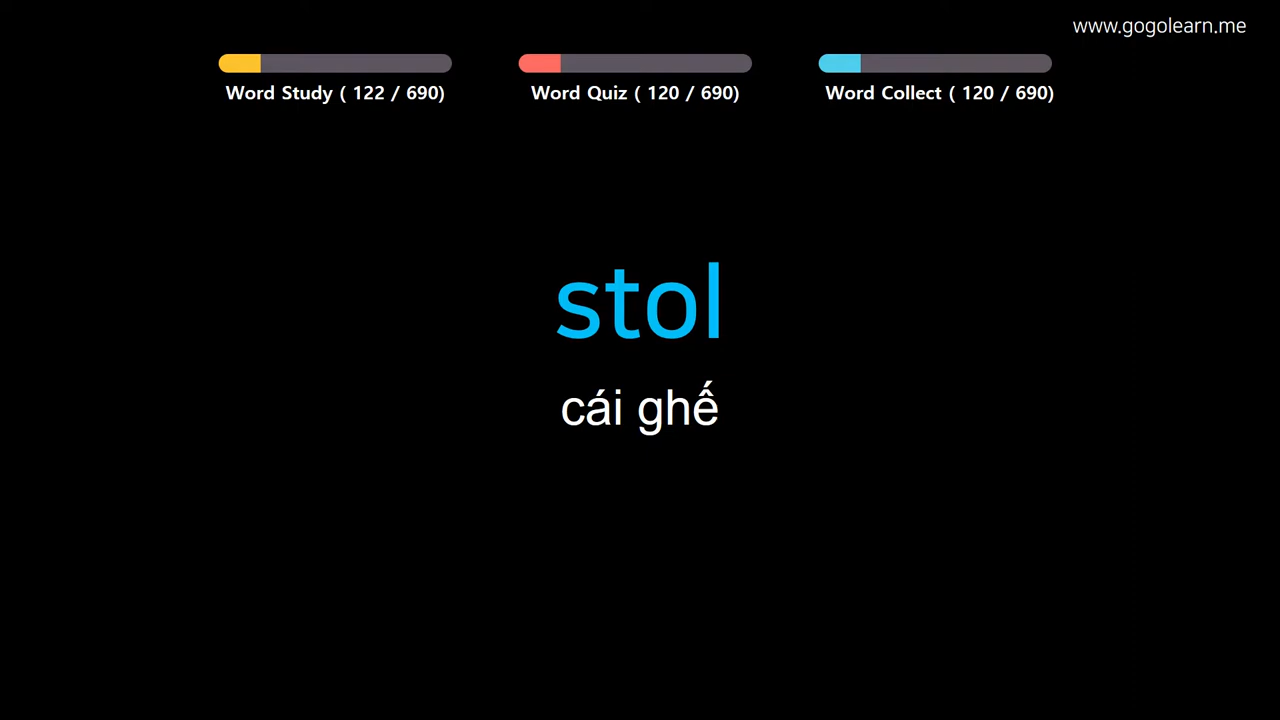 www.gogolearn.me
Word Study ( 122 / 690)
Word Quiz ( 120 / 690)
Word Collect ( 120 / 690)
stol
cái ghế